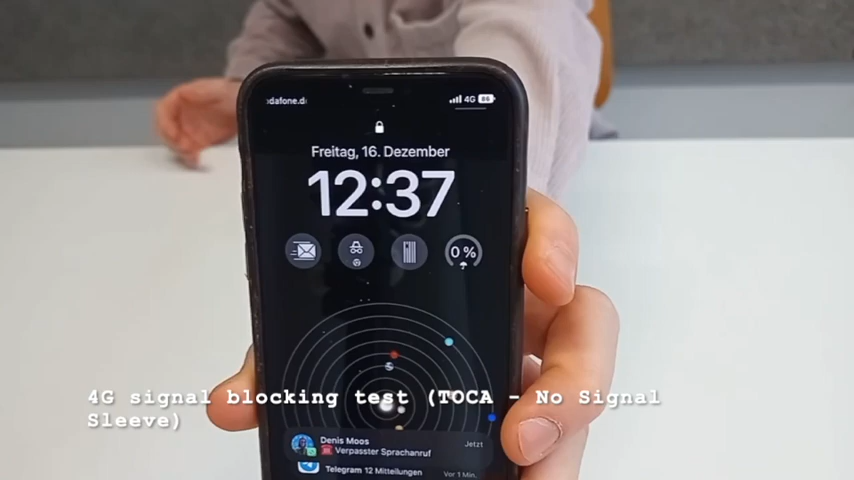 odafone.de
4G 86
Freitag, 16. Dezember
12:37
0 %
Denis Moos
Jetzt
Verpasster Sprachanruf
Telegram 12 Mitteilungen
Vor 1 Min.
4G signal blocking test (TOCA - No Signal
Sleeve)